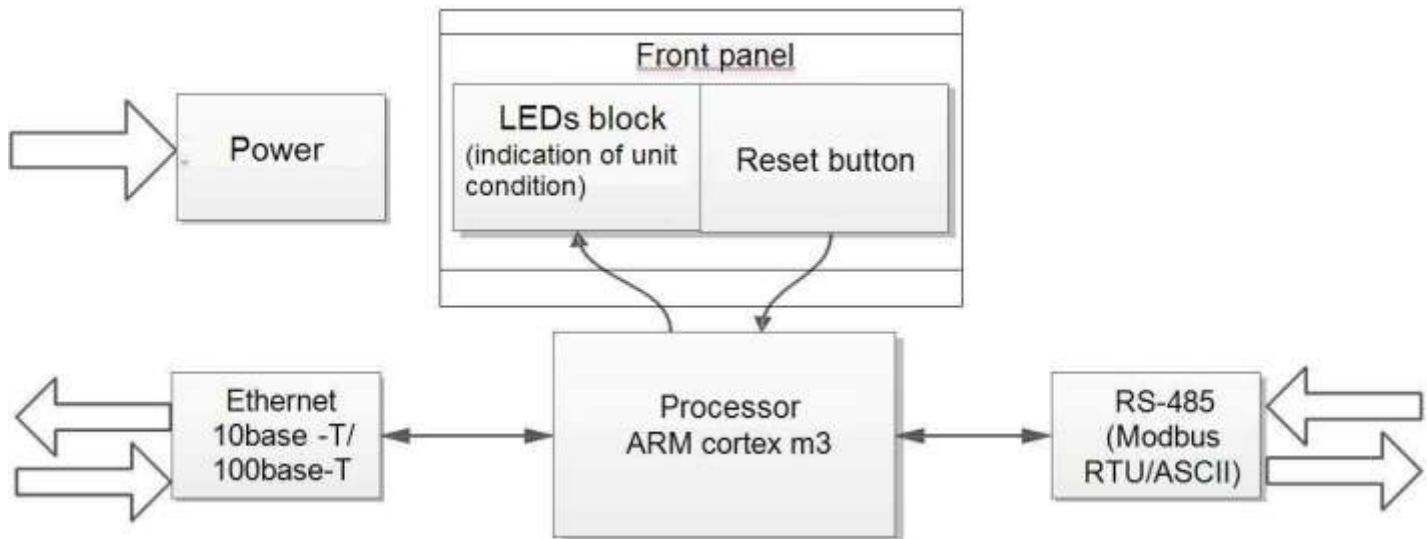 Front panel
Power
LEDs block
(indication of unit
condition)
Reset button
Ethernet
10base -T/
100base-T
Processor
ARM cortex m3
RS-485
(Modbus
RTU/ASCII)